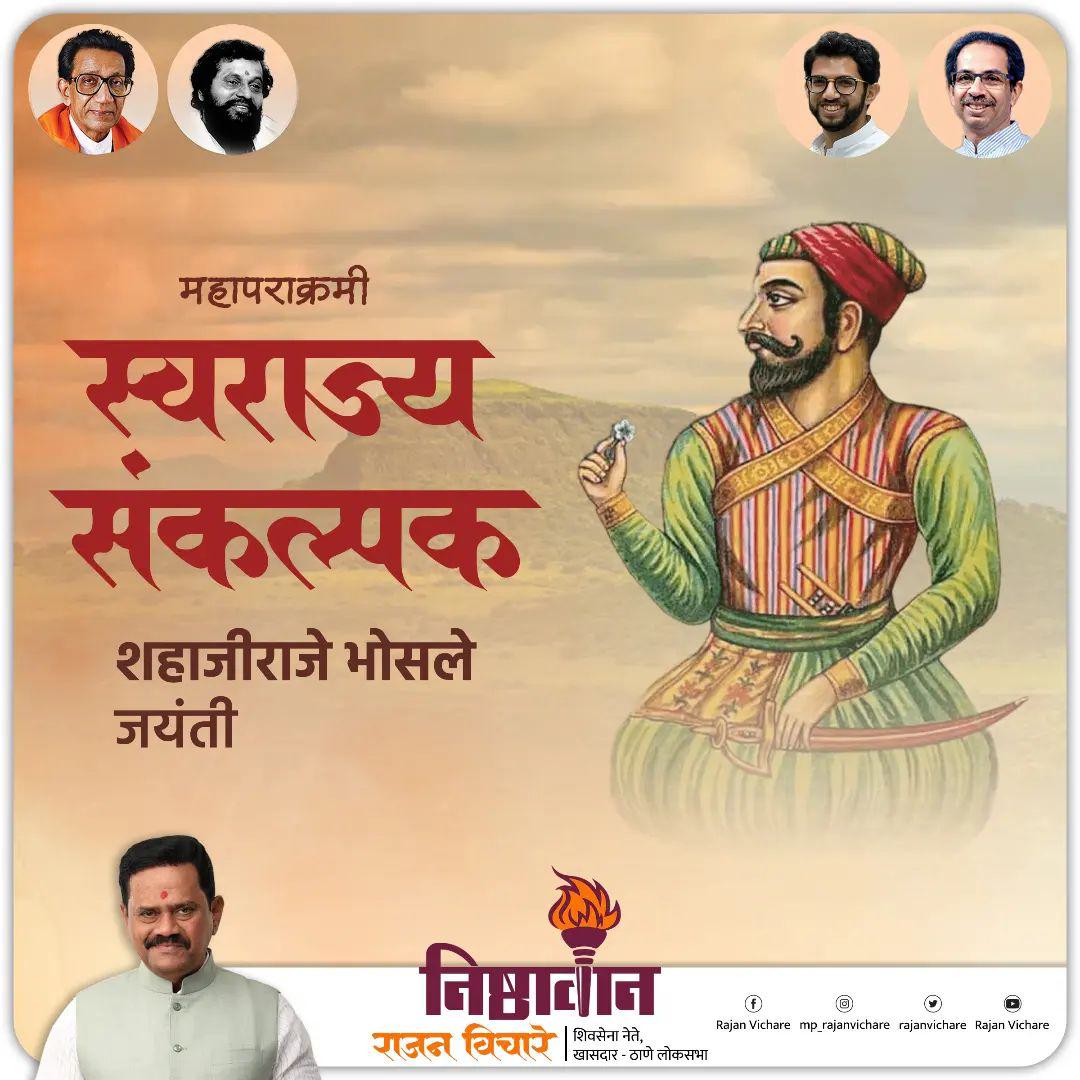 महापराक्रमी
स्वराज्य
संकल्पक
शहाजीराजे भोसले
जयंती
निष्ठावान
राजन विचारे
शिवसेना नेते,
खासदार - ठाणे लोकसभा
Rajan Vichare
mp_rajanvichare
rajanvichare
Rajan Vichare